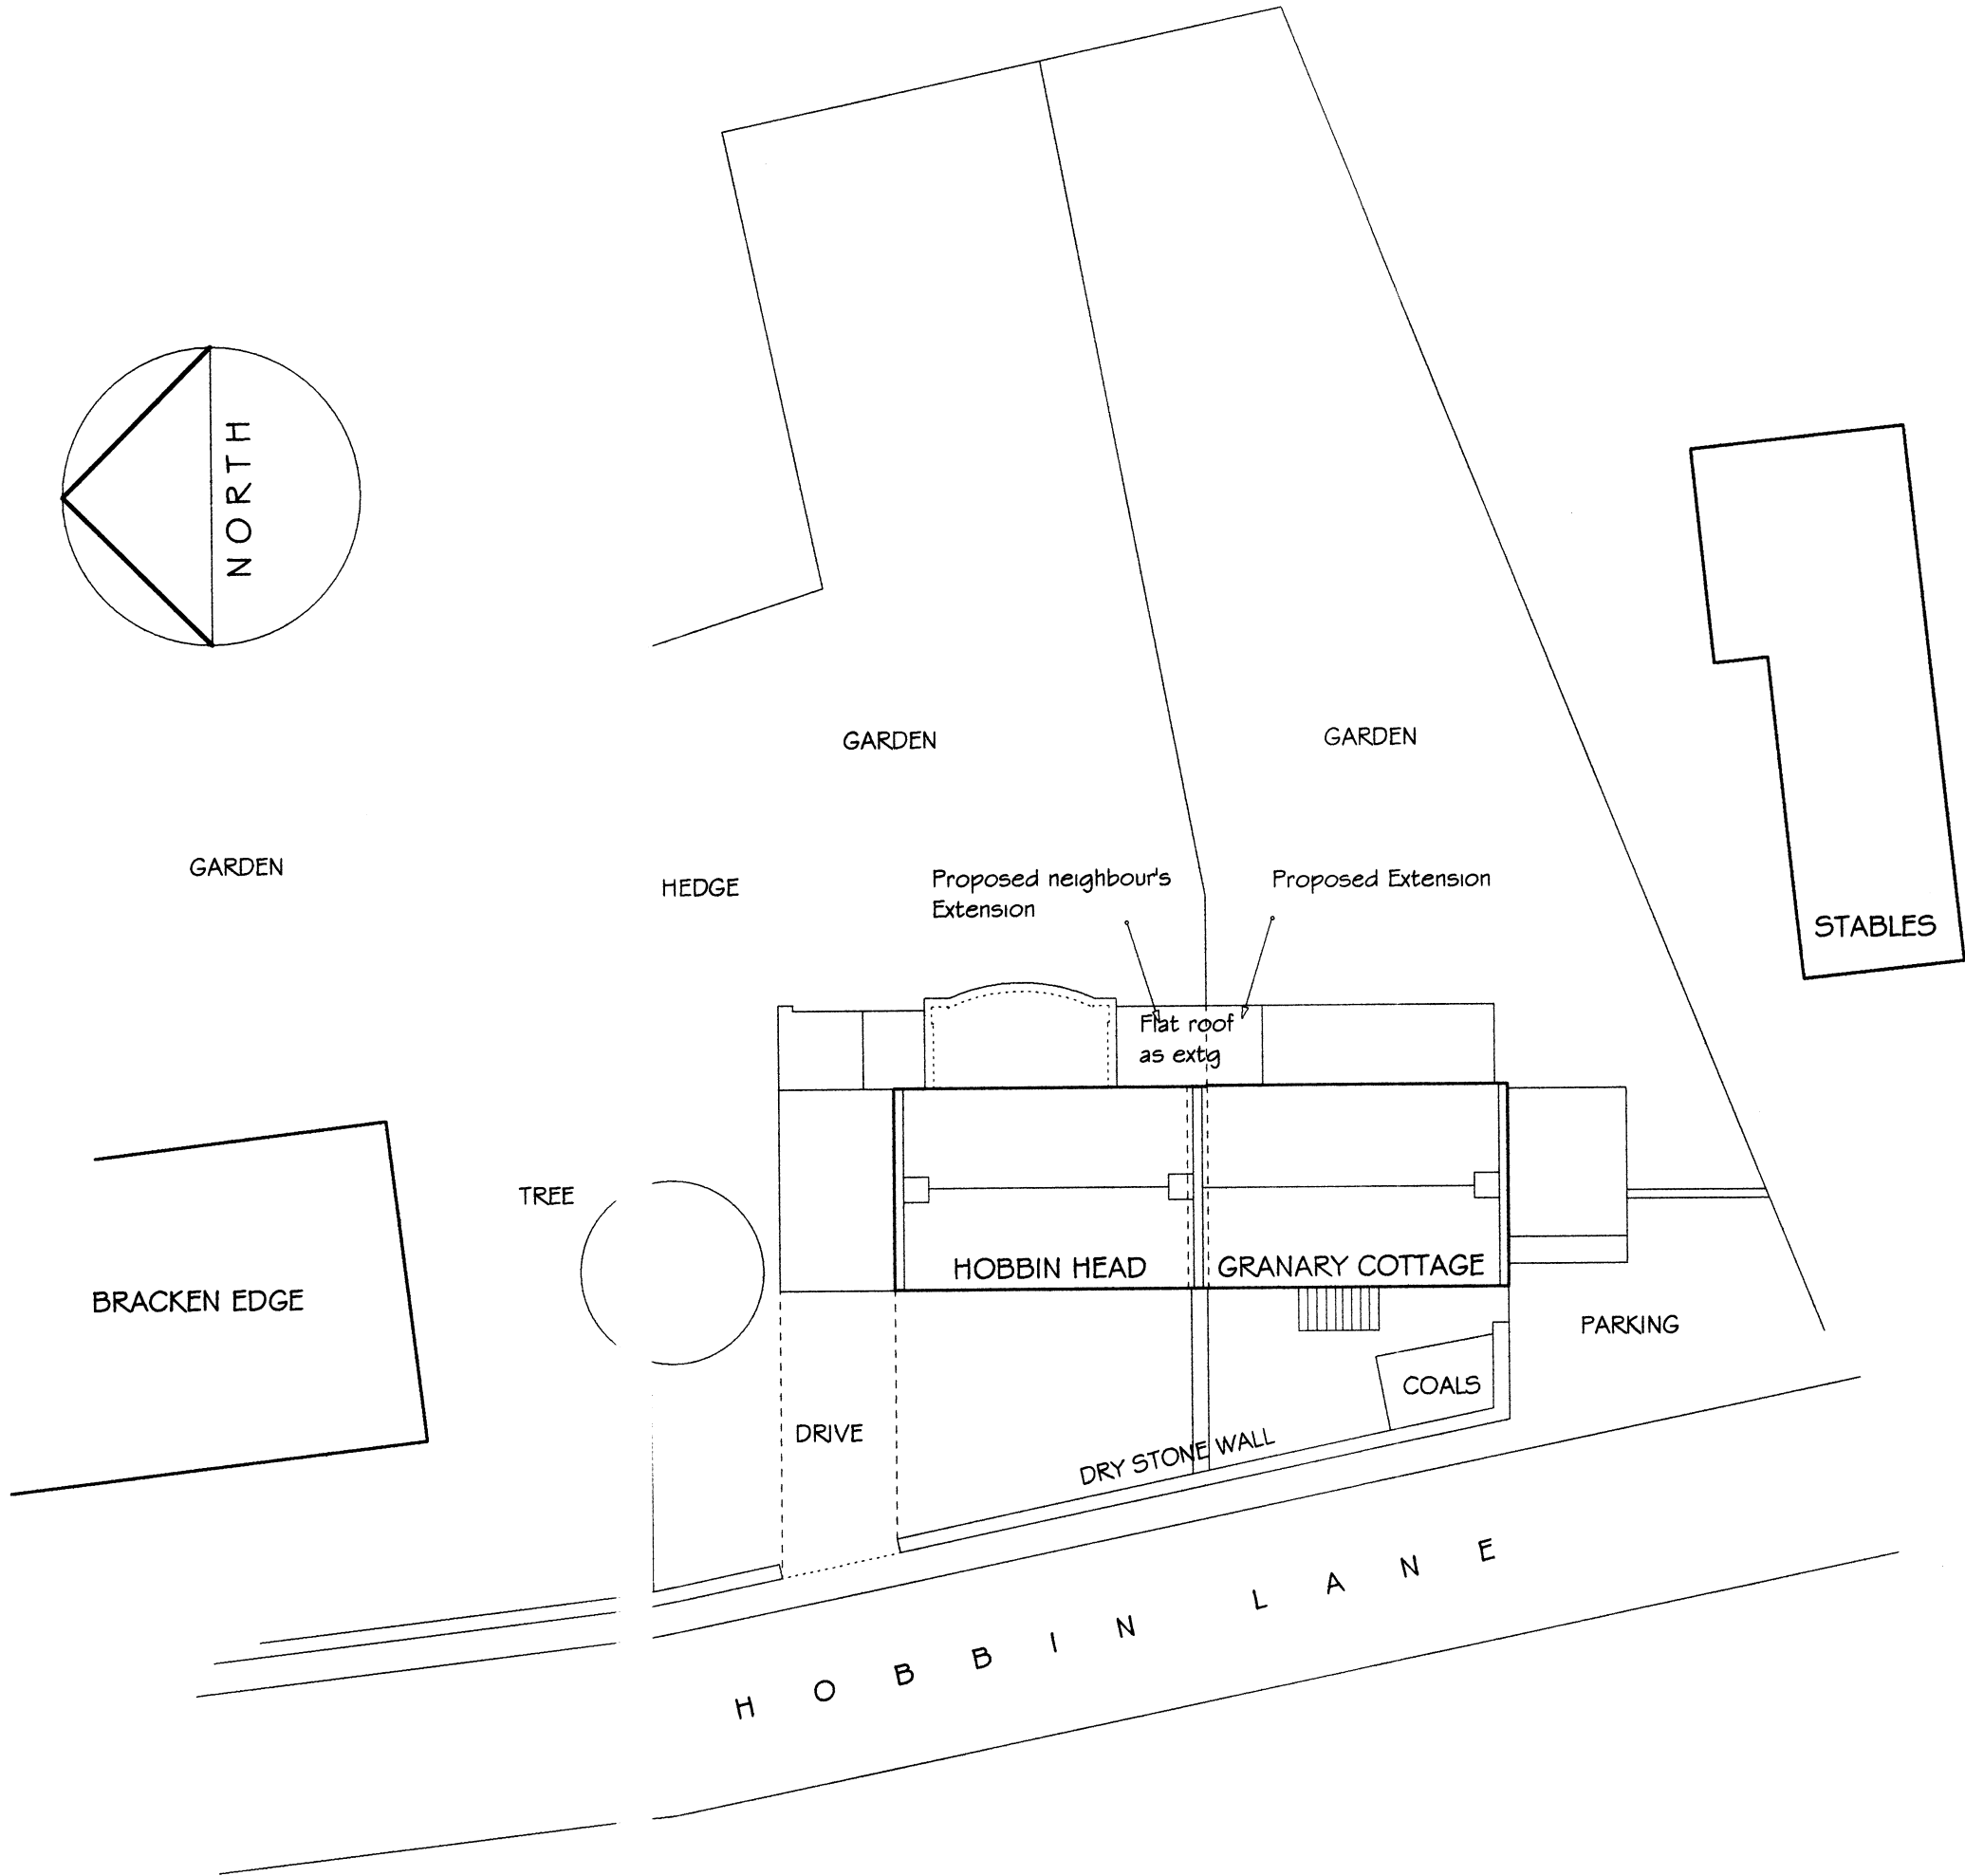 NORTH
GARDEN
GARDEN
GARDEN
HEDGE
Proposed neighbour's
Extension
Proposed Extension
STABLES
Flat roof
as extg
TREE
HOBBIN HEAD
GRANARY COTTAGE
BRACKEN EDGE
PARKING
COALS
DRIVE
DRY STONE WALL
HOBBIN LANE